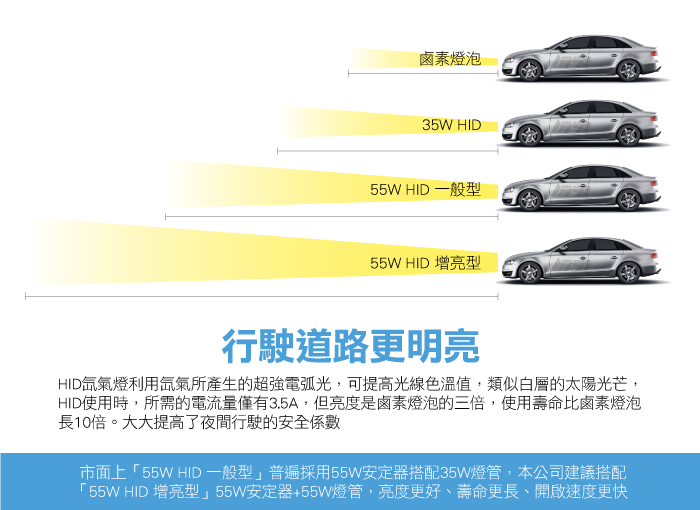 鹵素燈泡
35W HID
55W HID 一般型
55W HID 增亮型
行駛道路更明亮
HID氙氣燈利用氙氣所產生的超強電弧光，可提高光線色溫值，類似白層的太陽光芒，
HID使用時，所需的電流量僅有3.5A，但亮度是鹵素燈泡的三倍，使用壽命比鹵素燈泡
長10倍。大大提高了夜間行駛的安全係數
市面上「55W HID 一般型」普遍採用55W安定器搭配35W燈管，本公司建議搭配
「55W HID 增亮型」55W安定器+55W燈管，亮度更好、壽命更長、開啟速度更快